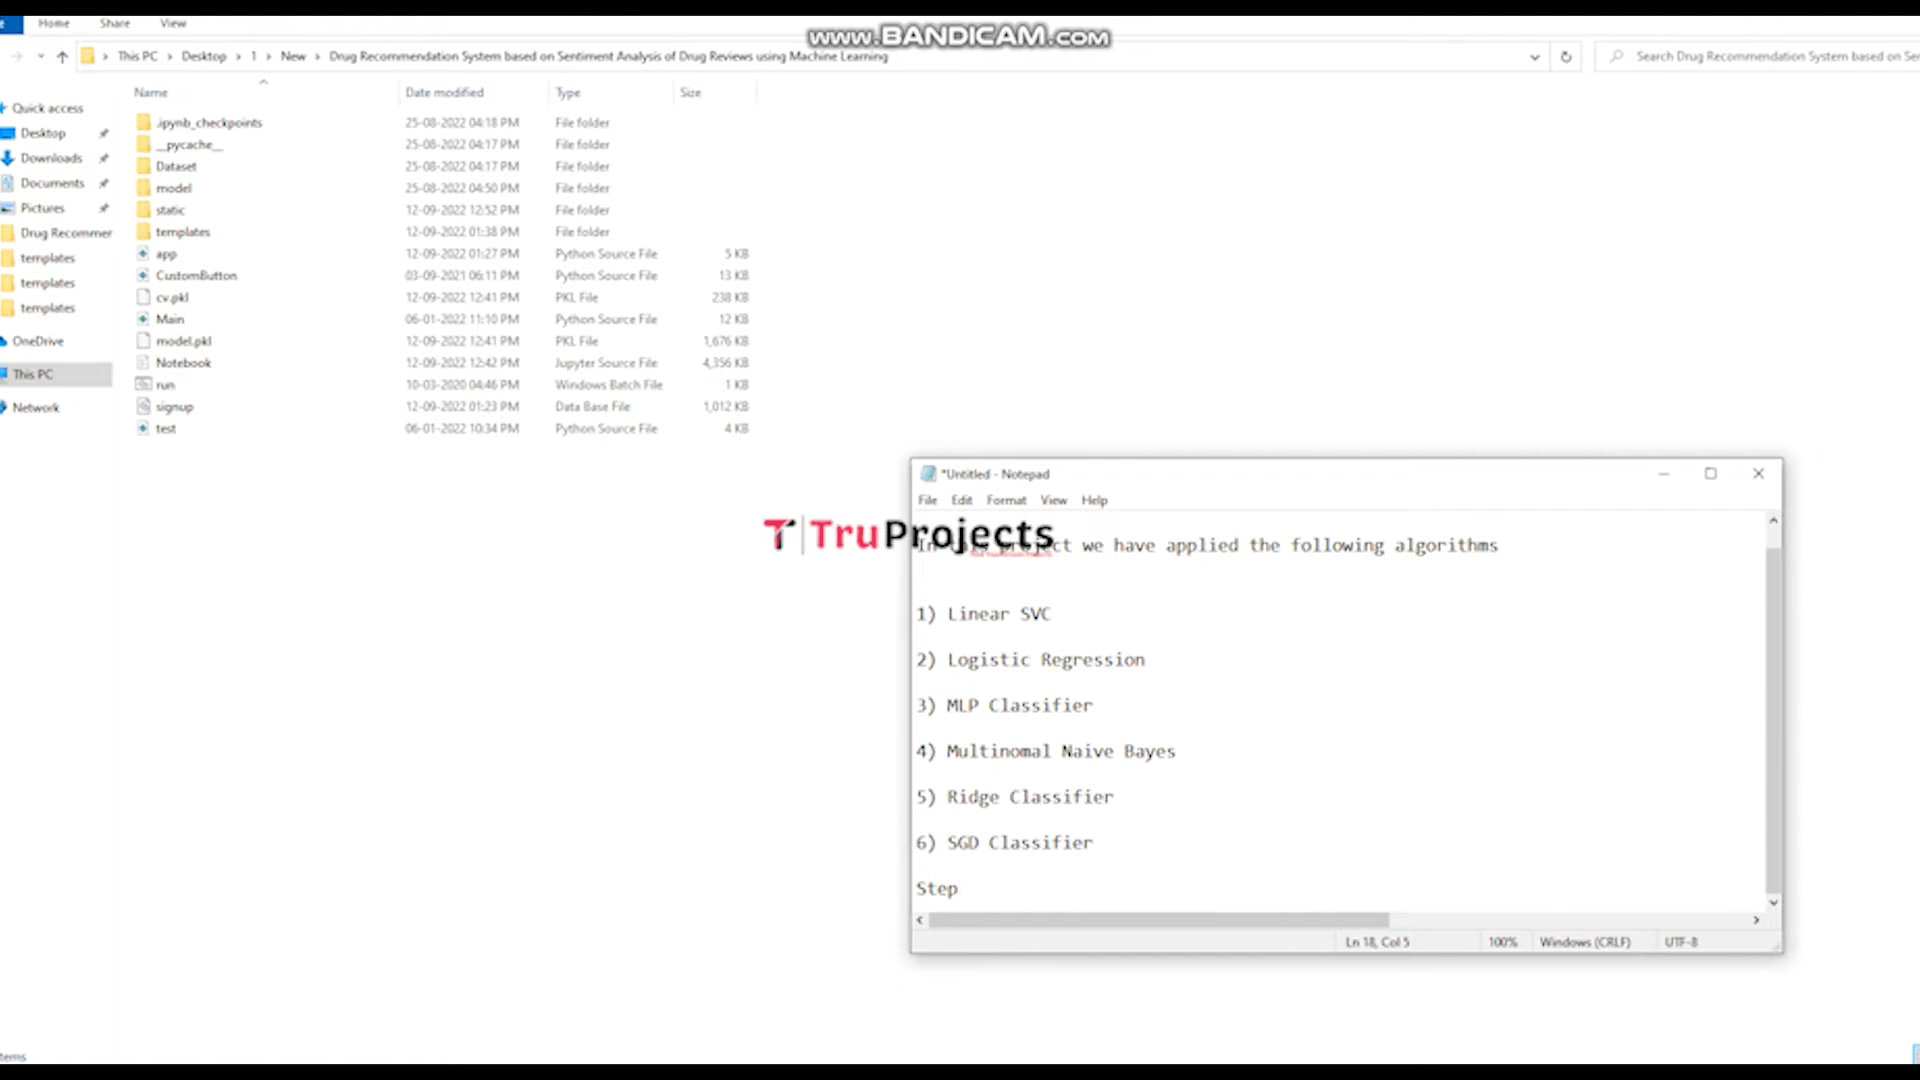 Home Share View
www.BANDICAM.com
This PC > Desktop > 1 > New > Drug Recommendation System based on Sentiment Analysis of Drug Reviews using Machine Learning
Search Drug Recommendation System based on
Name Date modified Type Size
Quick access
Desktop
Downloads
Documents
Pictures
Drug Recommer
templates
templates
templates
OneDrive
This PC
Network
.ipynb_checkpoints 25-08-2022 04:18 PM File folder
__pycache__ 25-08-2022 04:17 PM File folder
Dataset 25-08-2022 04:17 PM File folder
model 25-08-2022 04:50 PM File folder
static 12-09-2022 12:52 PM File folder
templates 12-09-2022 01:38 PM File folder
app 12-09-2022 01:27 PM Python Source File 5 KB
CustomButton 03-09-2021 06:11 PM Python Source File 13 KB
cv.pkl 12-09-2022 12:41 PM PKL File 238 KB
Main 06-01-2022 11:10 PM Python Source File 12 KB
model.pkl 12-09-2022 12:41 PM PKL File 1,676 KB
Notebook 12-09-2022 12:42 PM Jupyter Source File 4,356 KB
run 10-03-2020 04:46 PM Windows Batch File 1 KB
signup 12-09-2022 01:23 PM Data Base File 1,012 KB
test 06-01-2022 10:34 PM Python Source File 4 KB
*Untitled - Notepad
File Edit Format View Help
TruProjects
In this project we have applied the following algorithms
1) Linear SVC
2) Logistic Regression
3) MLP Classifier
4) Multinomal Naive Bayes
5) Ridge Classifier
6) SGD Classifier
Step
Ln 18, Col 5 100% Windows (CRLF) UTF-8